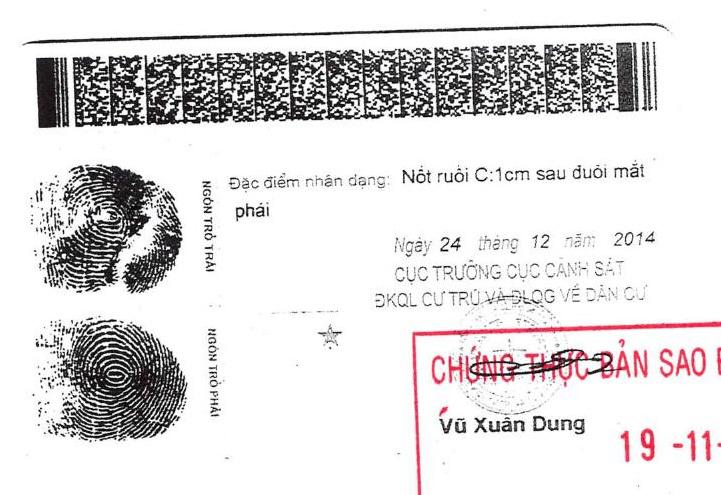 NGÓN TRỎ TRÁI
Đặc điểm nhân dạng: Nốt ruồi C:1cm sau đuôi mắt
phải
Ngày 24 tháng 12 năm 2014
CỤC TRƯỞNG CỤC CẢNH SÁT
ĐKQL CƯ TRÚ VÀ DLQG VỀ DÂN CƯ
NGÓN TRỎ PHẢI
CHỨNG THỰC BẢN SAO
Vũ Xuân Dung
19 -11-